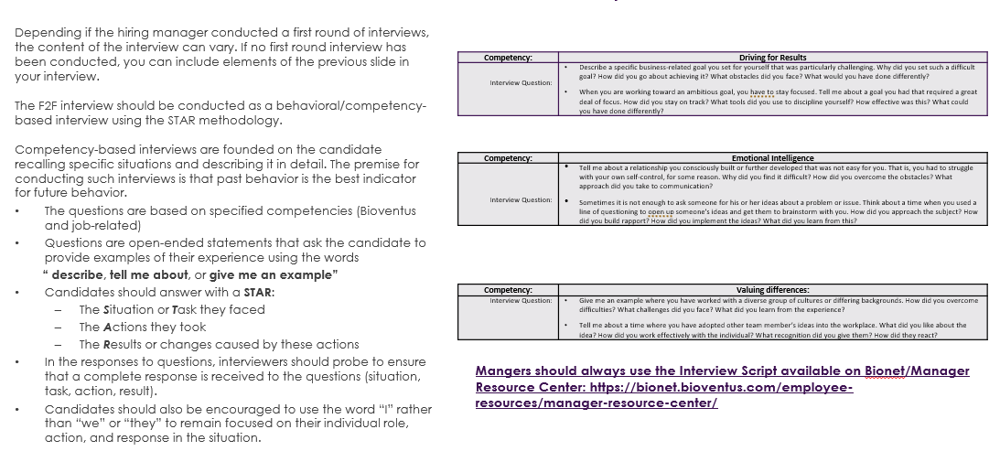 Depending if the hiring manager conducted a first round of interviews,
the content of the interview can vary. If no first round interview has
been conducted, you can include elements of the previous slide in
your interview.
The F2F interview should be conducted as a behavioral/competency-
based interview using the STAR methodology.
Competency-based interviews are founded on the candidate
recalling specific situations and describing it in detail. The premise for
conducting such interviews is that past behavior is the best indicator
for future behavior.
• The questions are based on specified competencies (Bioventus
and job-related)
• Questions are open-ended statements that ask the candidate to
provide examples of their experience using the words
“ describe, tell me about, or give me an example”
• Candidates should answer with a STAR:
– The Situation or Task they faced
– The Actions they took
– The Results or changes caused by these actions
• In the responses to questions, interviewers should probe to ensure
that a complete response is received to the questions (situation,
task, action, result).
• Candidates should also be encouraged to use the word “I” rather
than “we” or “they” to remain focused on their individual role,
action, and response in the situation.
Competency: Driving for Results
Interview Question:
• Describe a specific business-related goal you set for yourself that was particularly challenging. Why did you set such a difficult
goal? How did you go about achieving it? What obstacles did you face? What would you have done differently?
• When you are working toward an ambitious goal, you have to stay focused. Tell me about a goal you had that required a great
deal of focus. How did you stay on track? What tools did you use to discipline yourself? How effective was this? What could
you have done differently?
Competency: Emotional Intelligence
Interview Question:
• Tell me about a relationship you consciously built or further developed that was not easy for you. That is, you had to struggle
with your own self-control, for some reason. Why did you find it difficult? How did you overcome the obstacles? What
approach did you take to communication?
• Sometimes it is not enough to ask someone for his or her ideas about a problem or issue. Think about a time when you used a
line of questioning to open up someone's ideas and get them to brainstorm with you. How did you approach the subject? How
did you build rapport? How did you implement the ideas? What did you learn from this?
Competency: Valuing differences:
Interview Question:
• Give me an example where you have worked with a diverse group of cultures or differing backgrounds. How did you overcome
difficulties? What challenges did you face? What did you learn from the experience?
• Tell me about a time where you have adopted other team member’s ideas into the workplace. What did you like about the
idea? How did you work effectively with the individual? What recognition did you give them? How did they react?
Mangers should always use the Interview Script available on Bionet/Manager
Resource Center: https://bionet.bioventus.com/employee-
resources/manager-resource-center/